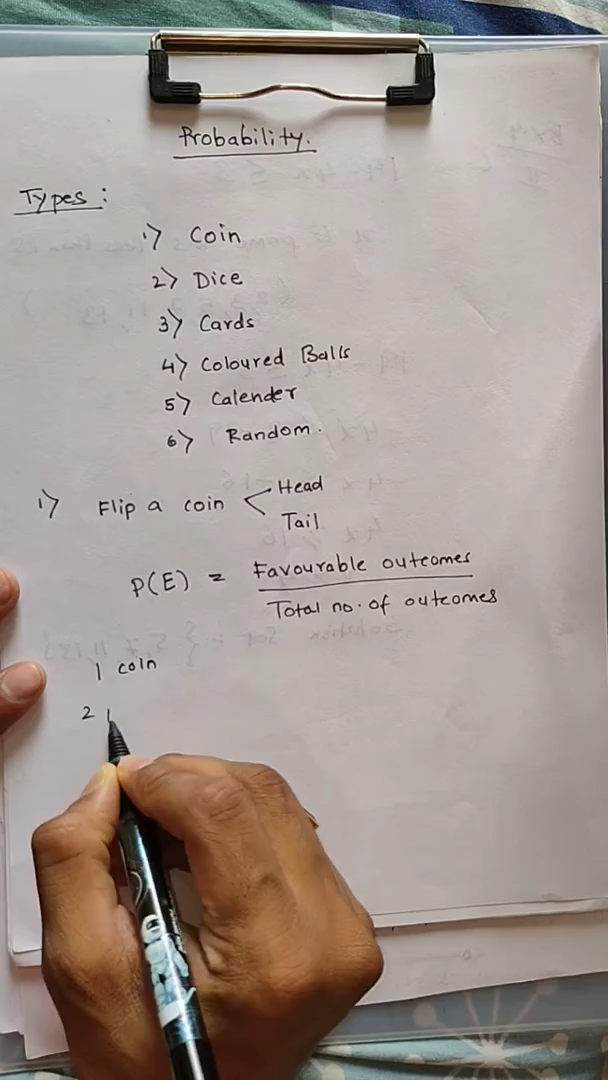 Probability.
Types :
1) Coin
2) Dice
3) Cards
4) Coloured Balls
5) Calender
6) Random.
1) Flip a coin < Head
Tail
P(E) = Favourable outcomes
Total no. of outcomes
1 coin
2